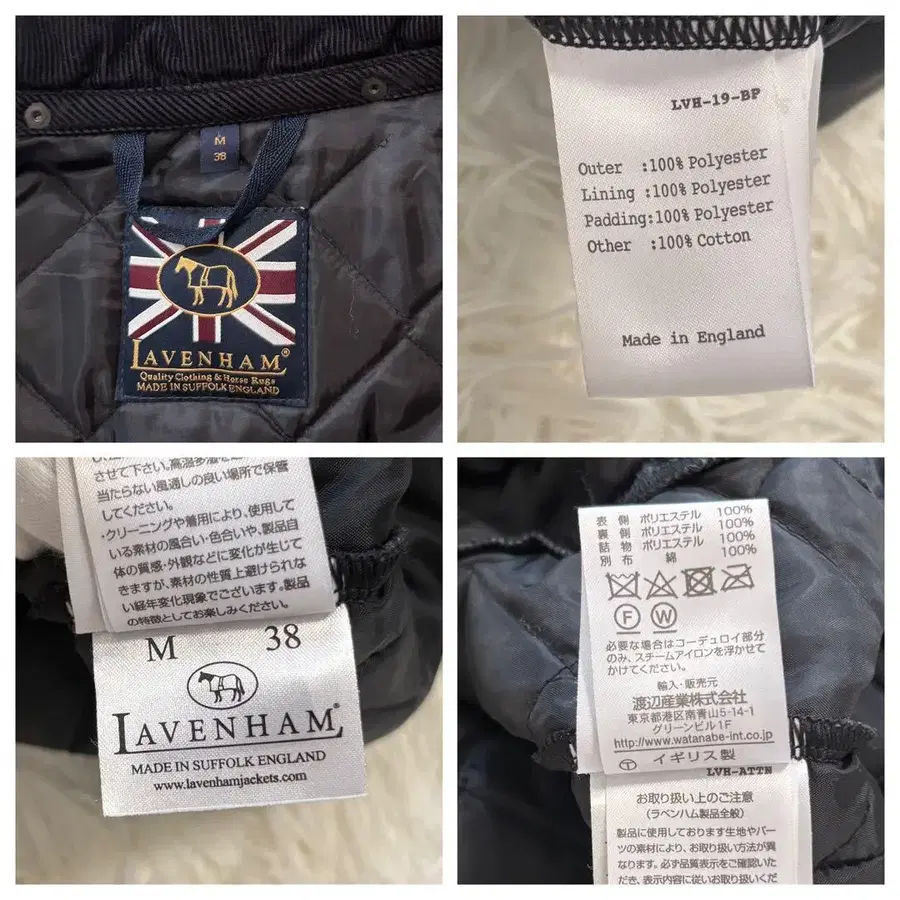 M
38
LAVENHAM®
Quality Clothing & Horse Rugs
MADE IN SUFFOLK ENGLAND
LVH-19-BP
Outer :100% Polyester
Lining :100% Polyester
Padding:100% Polyester
Other :100% Cotton
Made in England
させて下さい。高温多湿を
当たらない風通しの良い場所で保管
してください。
・クリーニングや着用により、使用して
いる素材の風合い・色合いや、製品自
体の質感・外観などに変化が生じて
きますが、素材の性質上避けられな
い経年変化現象でございます。製品
の特徴としてお楽しみください。
M 38
LAVENHAM®
MADE IN SUFFOLK ENGLAND
www.lavenhamjackets.com
表側 ポリエステル 100%
裏側 ポリエステル 100%
詰物 ポリエステル 100%
別布 綿 100%
F W
必要な場合はコーデュロイ部分
のみ、スチームアイロンを浮かせて
かけてください。
輸入・販売元
渡辺産業株式会社
東京都港区南青山5-14-1
グリーンビル1F
http://www.watanabe-int.co.jp
T イギリス製
LVH-ATTN
お取り扱い上のご注意
(ラベンハム製品全般)
製品に使用しております生地やパー
ツの素材により、お取り扱い方法が異
なります。必ず品質表示をご確認いた
だき、表示内容に従いお取り扱いくだ